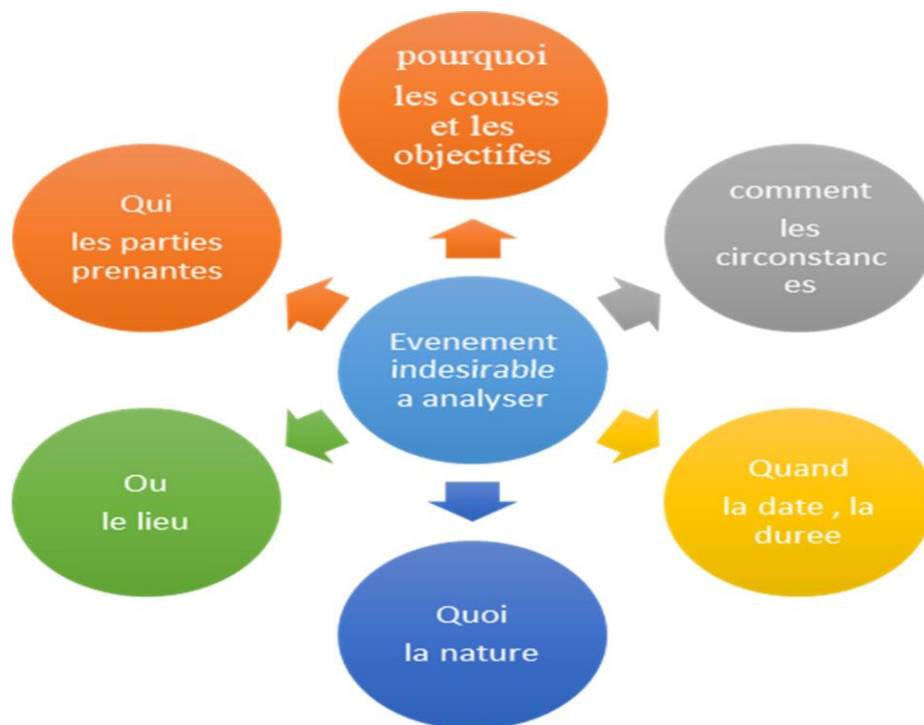 pourquoi
les couses
et les
objectifes
comment
les
circonstanc
es
Quand
la date , la
duree
Quoi
la nature
Ou
le lieu
Qui
les parties
prenantes
Evenement
indesirable
a analyser